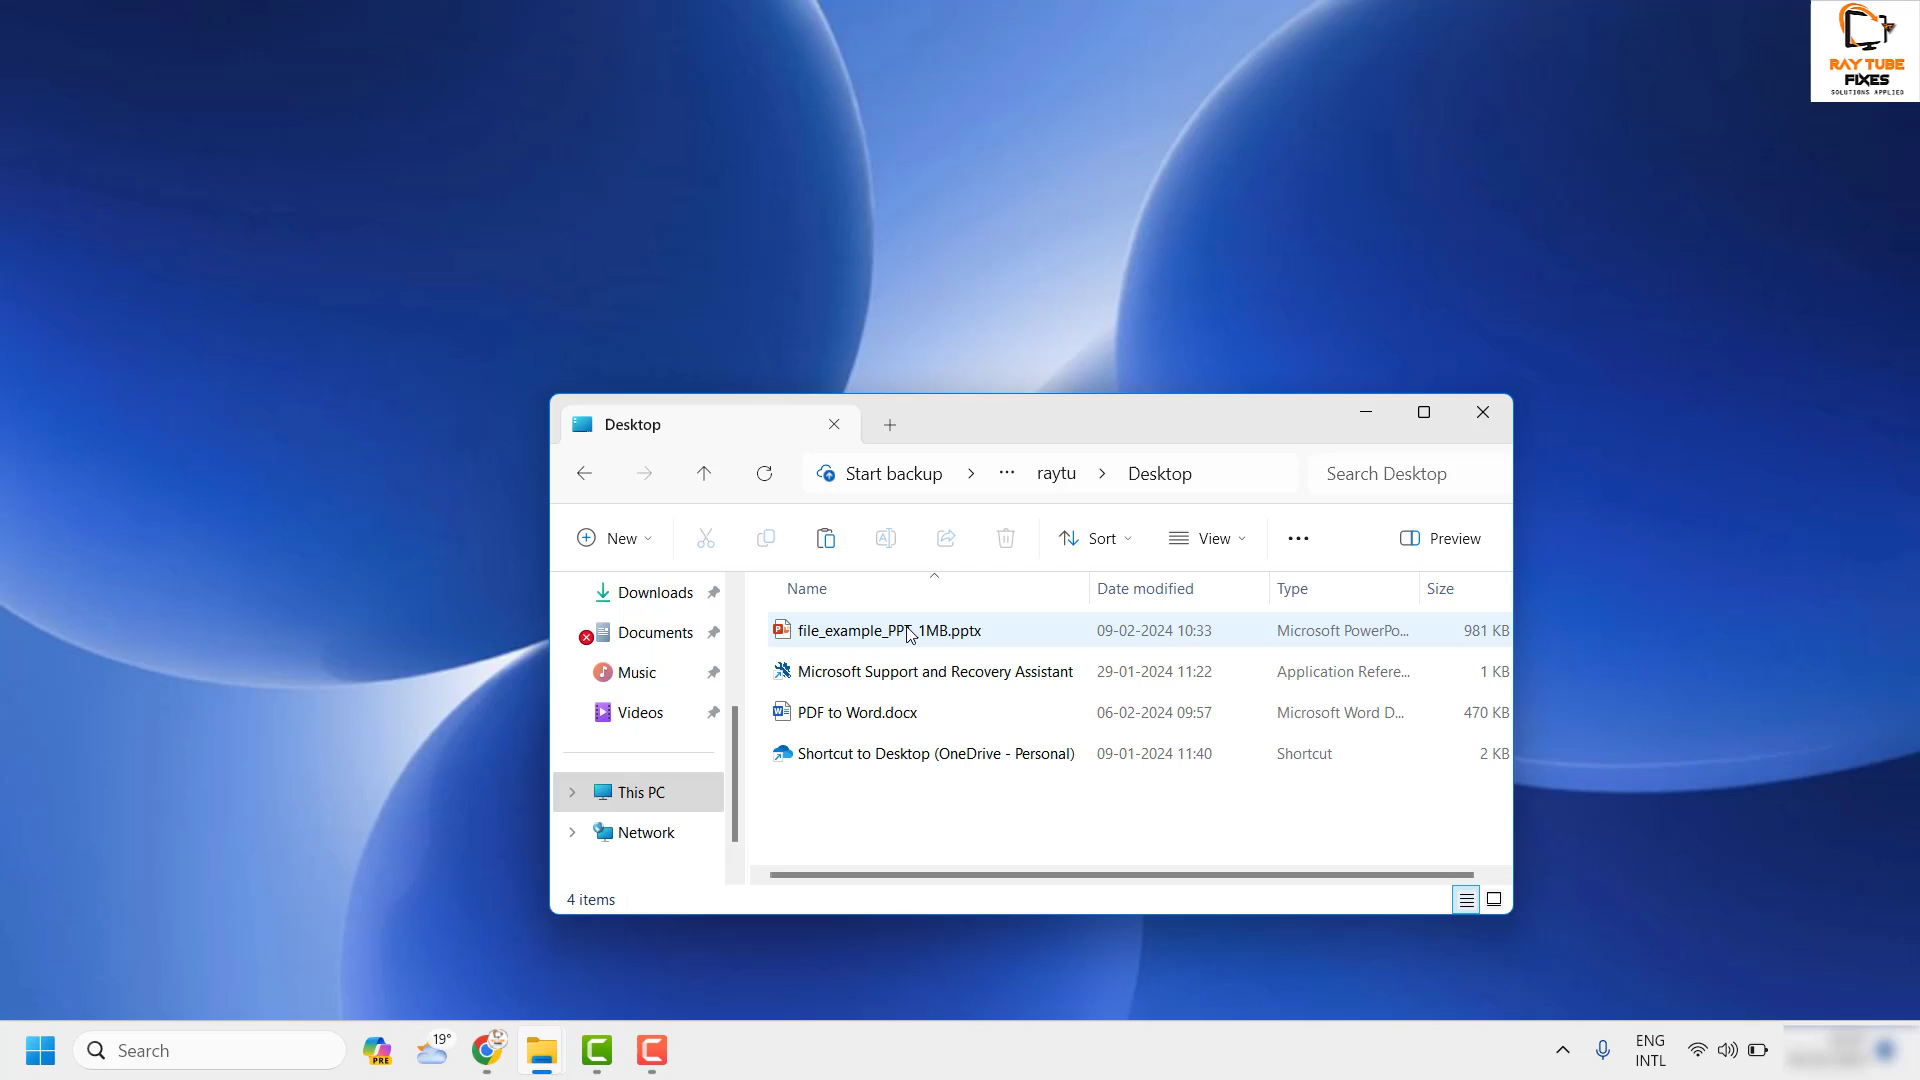 RAY TUBE
FIXES
SOLUTIONS APPLIED
Desktop
Start backup
raytu
Desktop
Search Desktop
New
Sort
View
Preview
Name
Date modified
Type
Size
Downloads
Documents
Music
Videos
This PC
Network
file_example_PPT_1MB.pptx 09-02-2024 10:33 Microsoft PowerPo... 981 KB
Microsoft Support and Recovery Assistant 29-01-2024 11:22 Application Refere... 1 KB
PDF to Word.docx 06-02-2024 09:57 Microsoft Word D... 470 KB
Shortcut to Desktop (OneDrive - Personal) 09-01-2024 11:40 Shortcut 2 KB
4 items
Search
PRE
19°
ENG
INTL